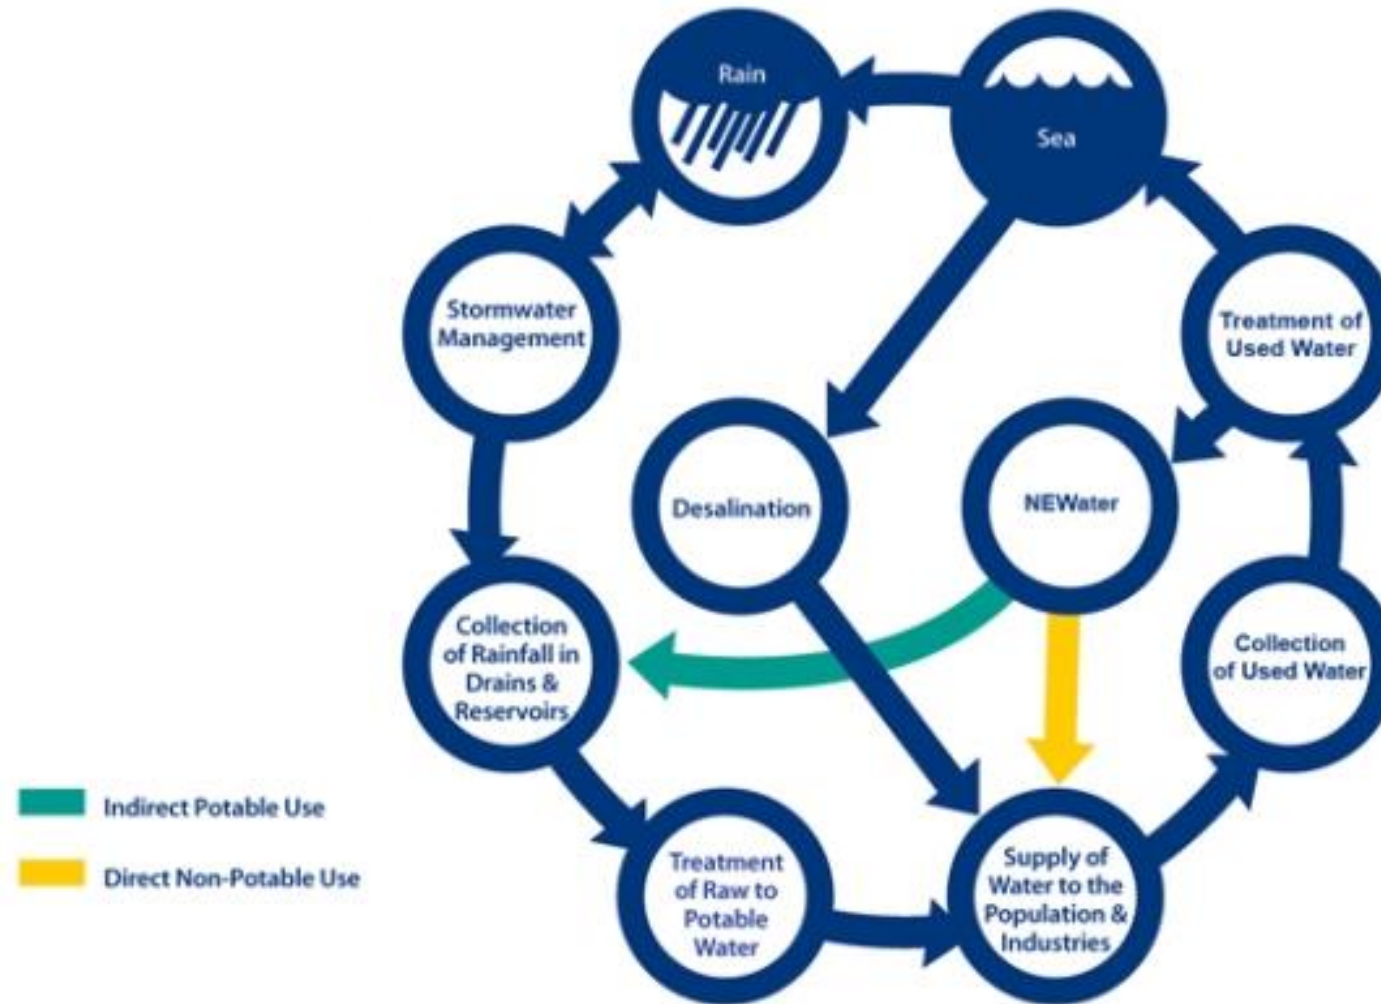 Rain
Sea
Stormwater
Management
Treatment of
Used Water
Desalination
NEWater
Collection
of Rainfall in
Drains &
Reservoirs
Collection
of Used Water
Indirect Potable Use
Direct Non-Potable Use
Treatment
of Raw to
Potable
Water
Supply of
Water to the
Population &
Industries